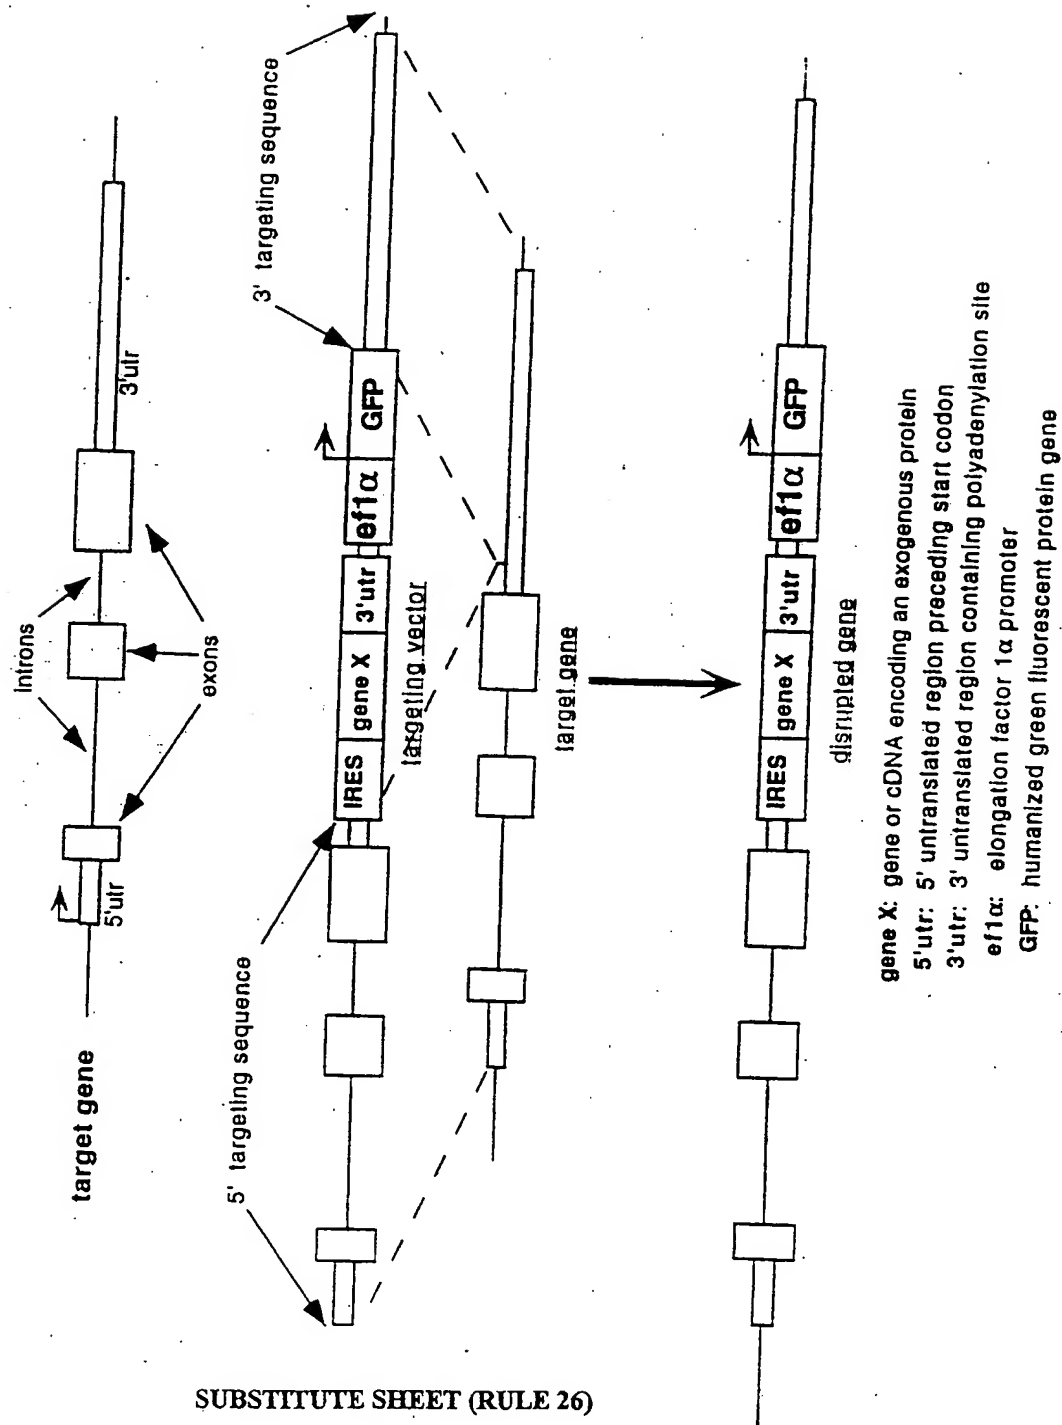 target gene
5'utr
Introns
exons
3'utr
5' targeting sequence
3' targeting sequence
IRES
gene X
3'utr
ef1α
GFP
targeting vector
target gene
IRES
gene X
3'utr
ef1α
GFP
disrupted gene
gene X: gene or cDNA encoding an exogenous protein
5'utr: 5' untranslated region preceding start codon
3'utr: 3' untranslated region containing polyadenylation site
ef1α: elongation factor 1α promoter
GFP: humanized green fluorescent protein gene
SUBSTITUTE SHEET (RULE 26)